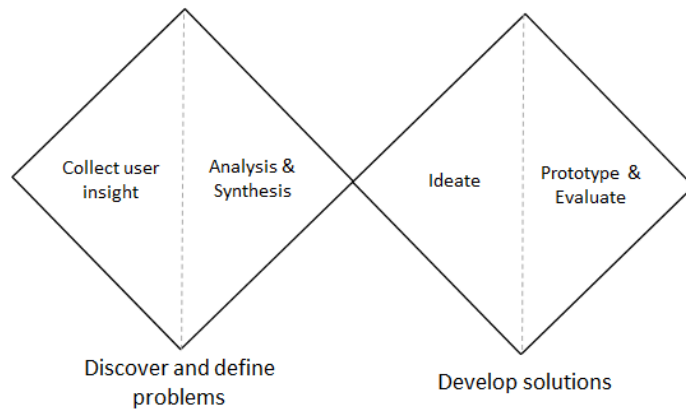 Collect user
insight
Analysis &
Synthesis
Ideate
Prototype &
Evaluate
Discover and define
problems
Develop solutions